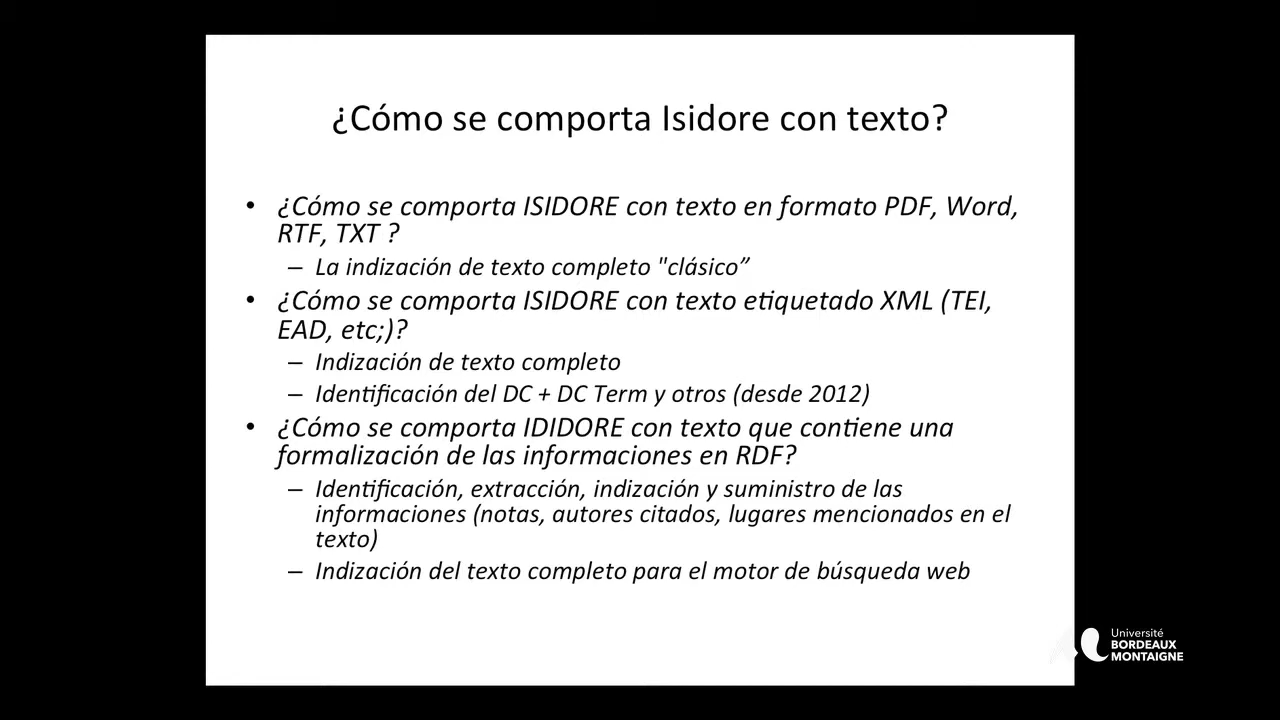 ¿Cómo se comporta Isidore con texto?
• ¿Cómo se comporta ISIDORE con texto en formato PDF, Word,
RTF, TXT ?
– La indización de texto completo "clásico”
• ¿Cómo se comporta ISIDORE con texto etiquetado XML (TEI,
EAD, etc;)?
– Indización de texto completo
– Identificación del DC + DC Term y otros (desde 2012)
• ¿Cómo se comporta IDIDORE con texto que contiene una
formalización de las informaciones en RDF?
– Identificación, extracción, indización y suministro de las
informaciones (notas, autores citados, lugares mencionados en el
texto)
– Indización del texto completo para el motor de búsqueda web
Université
BORDEAUX
MONTAIGNE